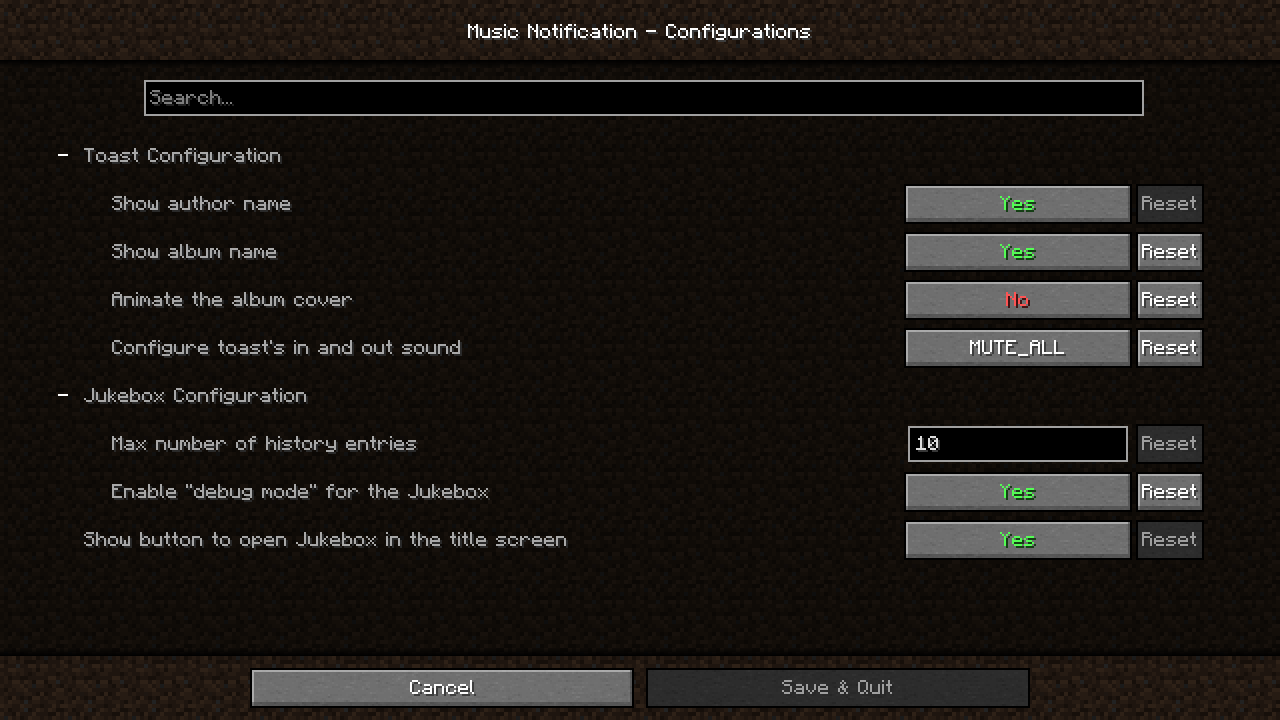 Music Notification - Configurations
Search...
- Toast Configuration
Show author name Yes Reset
Show album name Yes Reset
Animate the album cover No Reset
Configure toast's in and out sound MUTE_ALL Reset
- Jukebox Configuration
Max number of history entries 10 Reset
Enable "debug mode" for the Jukebox Yes Reset
Show button to open Jukebox in the title screen Yes Reset
Cancel Save & Quit